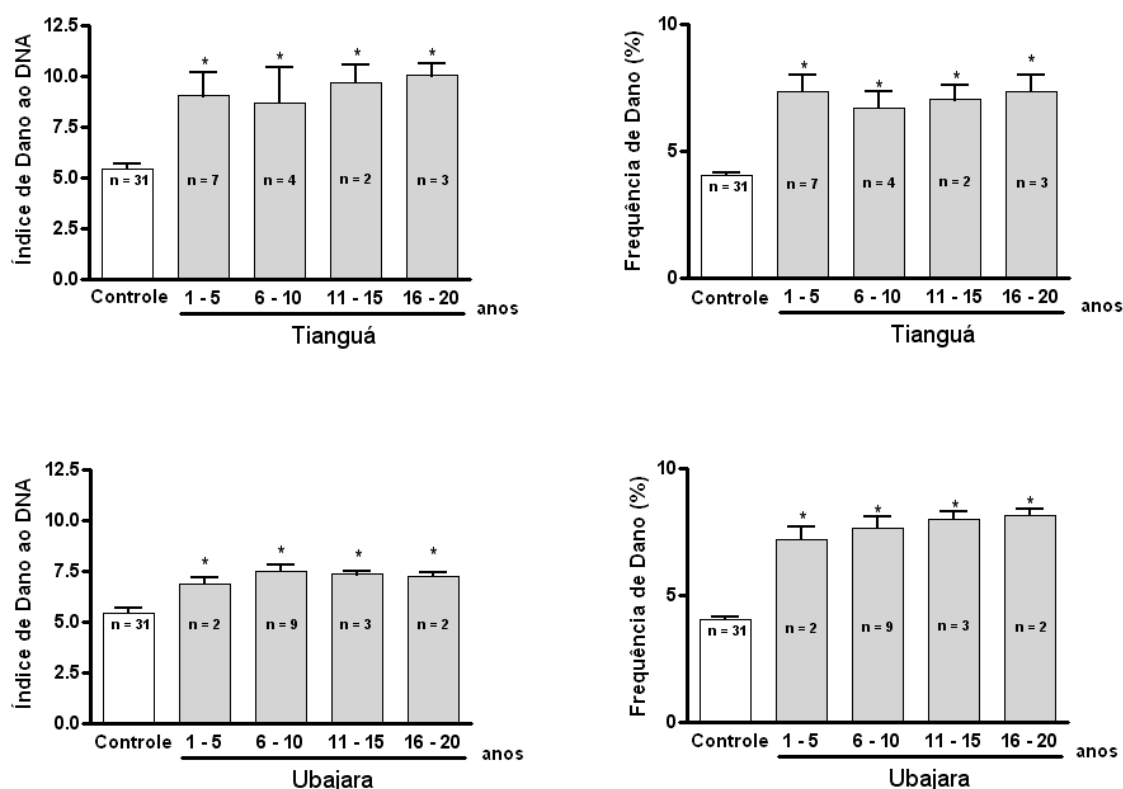 Índice de Dano ao DNA
12.5
10.0
7.5
5.0
2.5
0.0
* * * *
n = 31 n = 7 n = 4 n = 2 n = 3
Controle 1 - 5 6 - 10 11 - 15 16 - 20 anos
Tianguá
Frequência de Dano (%)
10
5
0
* * * *
n = 31 n = 7 n = 4 n = 2 n = 3
Controle 1 - 5 6 - 10 11 - 15 16 - 20 anos
Tianguá
Índice de Dano ao DNA
12.5
10.0
7.5
5.0
2.5
0.0
* * * *
n = 31 n = 2 n = 9 n = 3 n = 2
Controle 1 - 5 6 - 10 11 - 15 16 - 20 anos
Ubajara
Frequência de Dano (%)
10
5
0
* * * *
n = 31 n = 2 n = 9 n = 3 n = 2
Controle 1 - 5 6 - 10 11 - 15 16 - 20 anos
Ubajara